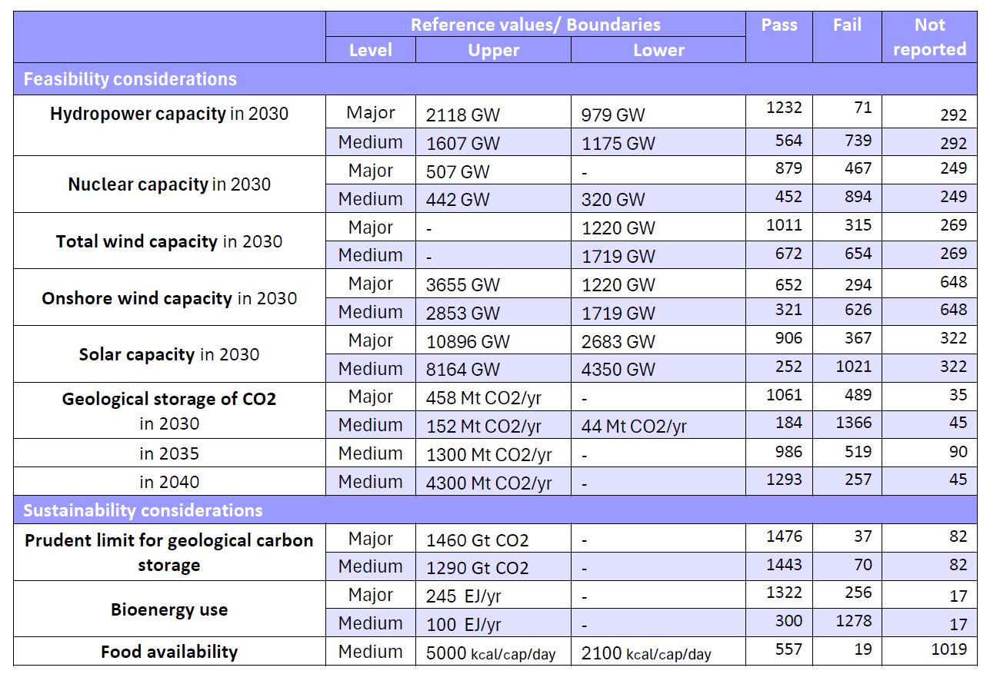 Reference values/ Boundaries Pass Fail Not reported
Level Upper Lower
Feasibility considerations
Hydropower capacity in 2030 Major 2118 GW 979 GW 1232 71 292
Medium 1607 GW 1175 GW 564 739 292
Nuclear capacity in 2030 Major 507 GW - 879 467 249
Medium 442 GW 320 GW 452 894 249
Total wind capacity in 2030 Major - 1220 GW 1011 315 269
Medium - 1719 GW 672 654 269
Onshore wind capacity in 2030 Major 3655 GW 1220 GW 652 294 648
Medium 2853 GW 1719 GW 321 626 648
Solar capacity in 2030 Major 10896 GW 2683 GW 906 367 322
Medium 8164 GW 4350 GW 252 1021 322
Geological storage of CO2 Major 458 Mt CO2/yr - 1061 489 35
in 2030 Medium 152 Mt CO2/yr 44 Mt CO2/yr 184 1366 45
in 2035 Medium 1300 Mt CO2/yr - 986 519 90
in 2040 Medium 4300 Mt CO2/yr - 1293 257 45
Sustainability considerations
Prudent limit for geological carbon Major 1460 Gt CO2 - 1476 37 82
storage Medium 1290 Gt CO2 - 1443 70 82
Bioenergy use Major 245 EJ/yr - 1322 256 17
Medium 100 EJ/yr - 300 1278 17
Food availability Medium 5000 kcal/cap/day 2100 kcal/cap/day 557 19 1019